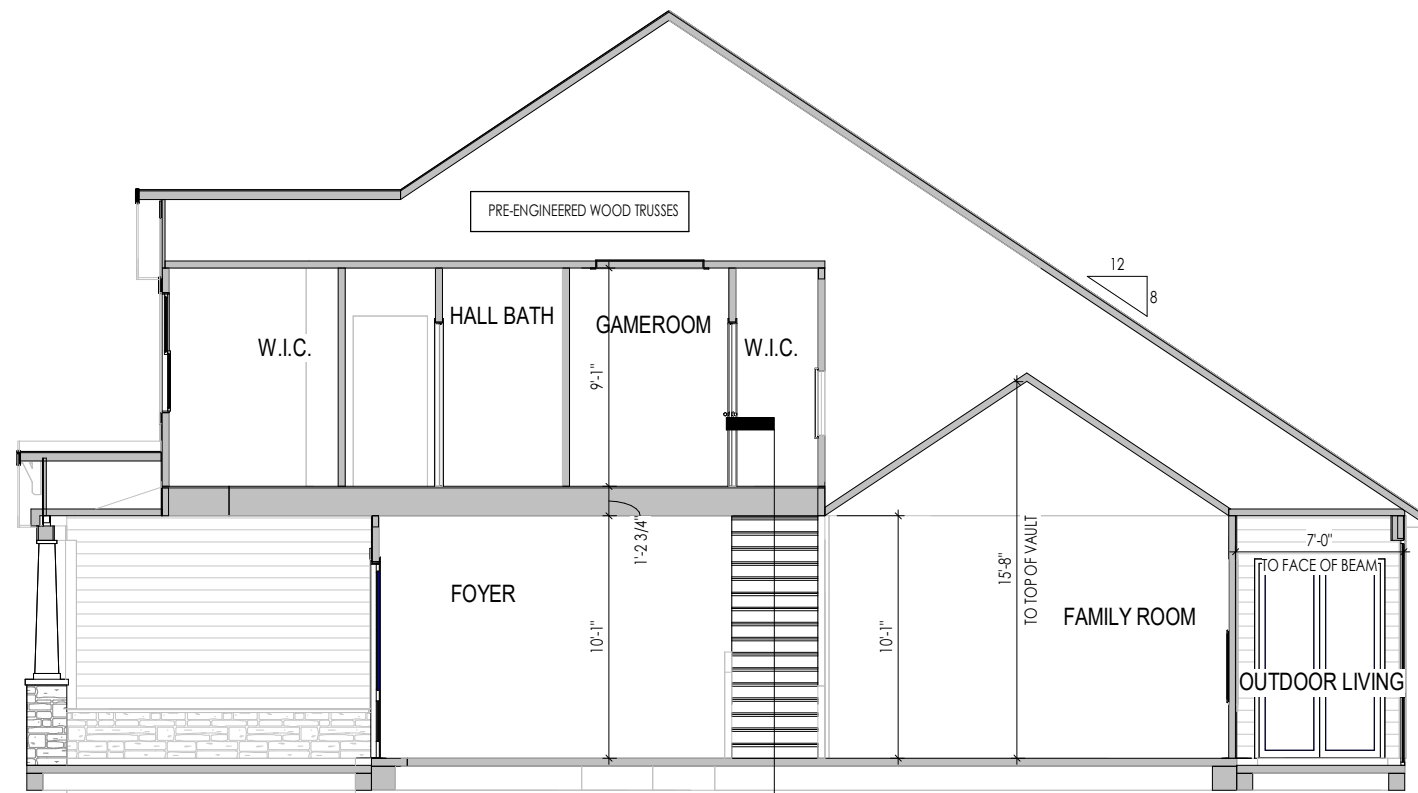 PRE-ENGINEERED WOOD TRUSSES
12
8
HALL BATH
GAMEROOM
W.I.C.
W.I.C.
9'-1"
1'-2 3/4"
15'-8"
TO TOP OF VAULT
7'-0"
TO FACE OF BEAM
FOYER
10'-1"
10'-1"
FAMILY ROOM
OUTDOOR LIVING